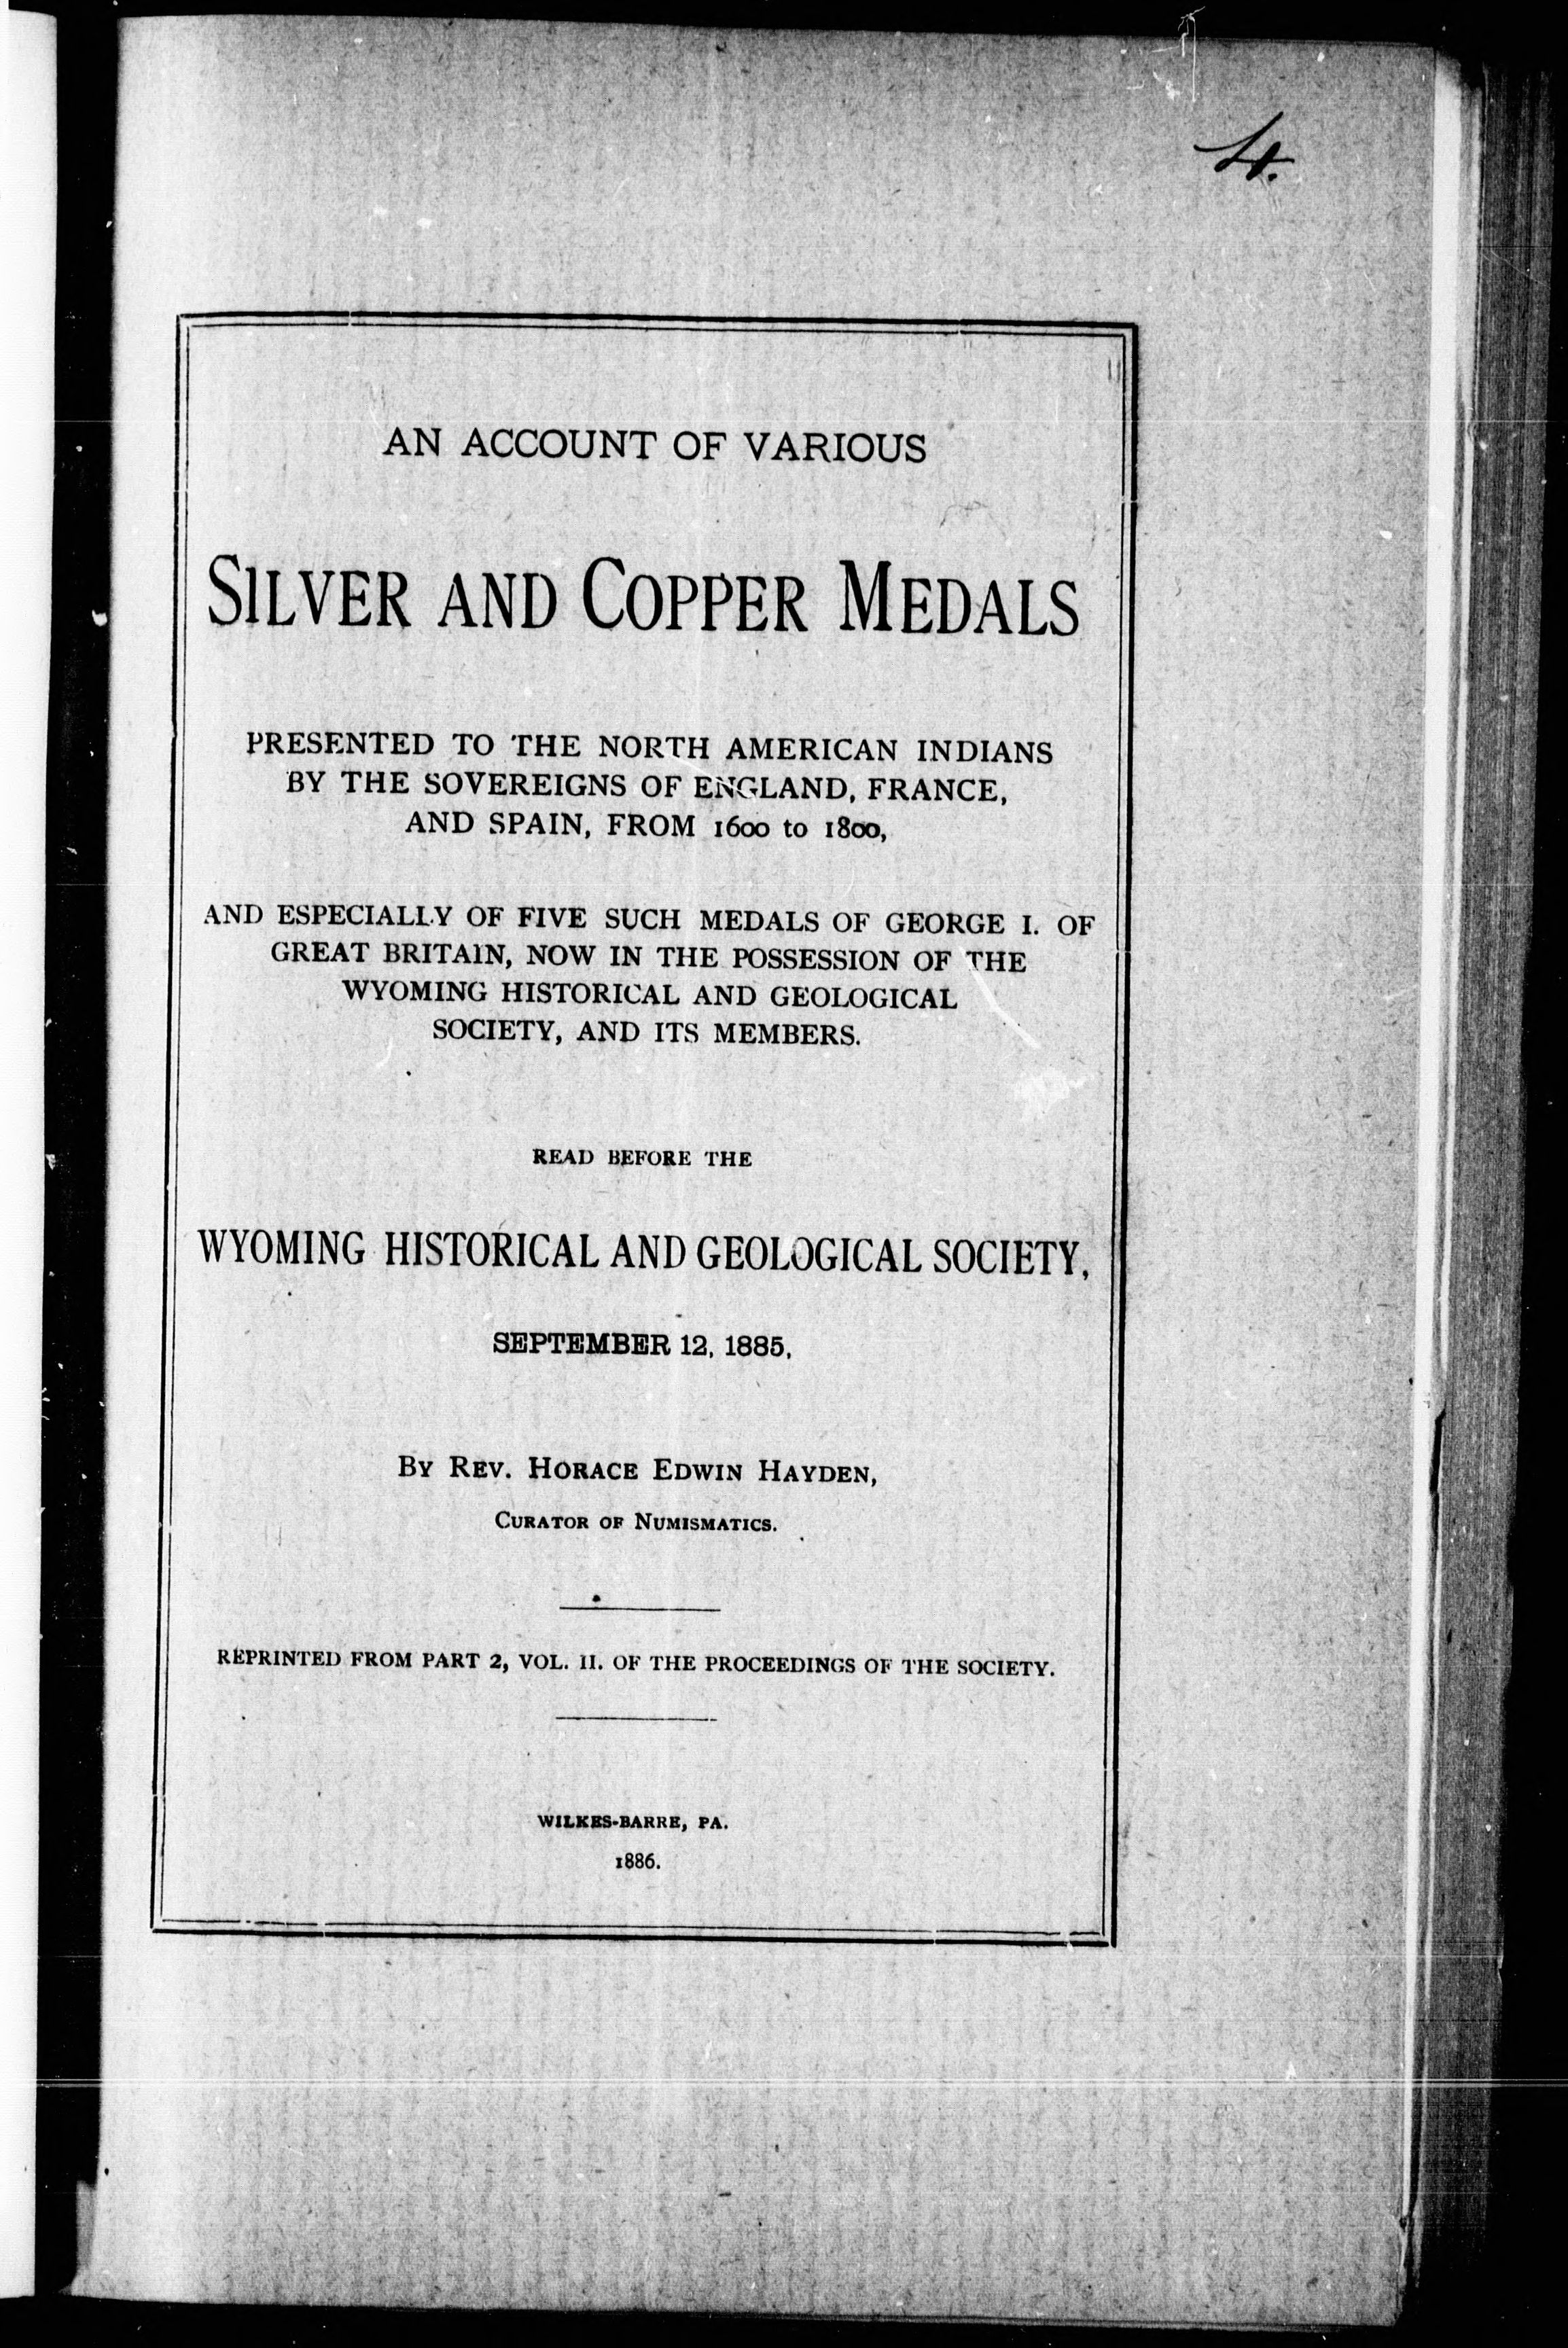 4.
AN ACCOUNT OF VARIOUS
SILVER AND COPPER MEDALS
PRESENTED TO THE NORTH AMERICAN INDIANS
BY THE SOVEREIGNS OF ENGLAND, FRANCE,
AND SPAIN, FROM 1600 to 1800,
AND ESPECIALLY OF FIVE SUCH MEDALS OF GEORGE I. OF
GREAT BRITAIN, NOW IN THE POSSESSION OF THE
WYOMING HISTORICAL AND GEOLOGICAL
SOCIETY, AND ITS MEMBERS.
READ BEFORE THE
WYOMING HISTORICAL AND GEOLOGICAL SOCIETY,
SEPTEMBER 12, 1885,
BY REV. HORACE EDWIN HAYDEN,
CURATOR OF NUMISMATICS.
REPRINTED FROM PART 2, VOL. II. OF THE PROCEEDINGS OF THE SOCIETY.
WILKES-BARRE, PA.
1886.